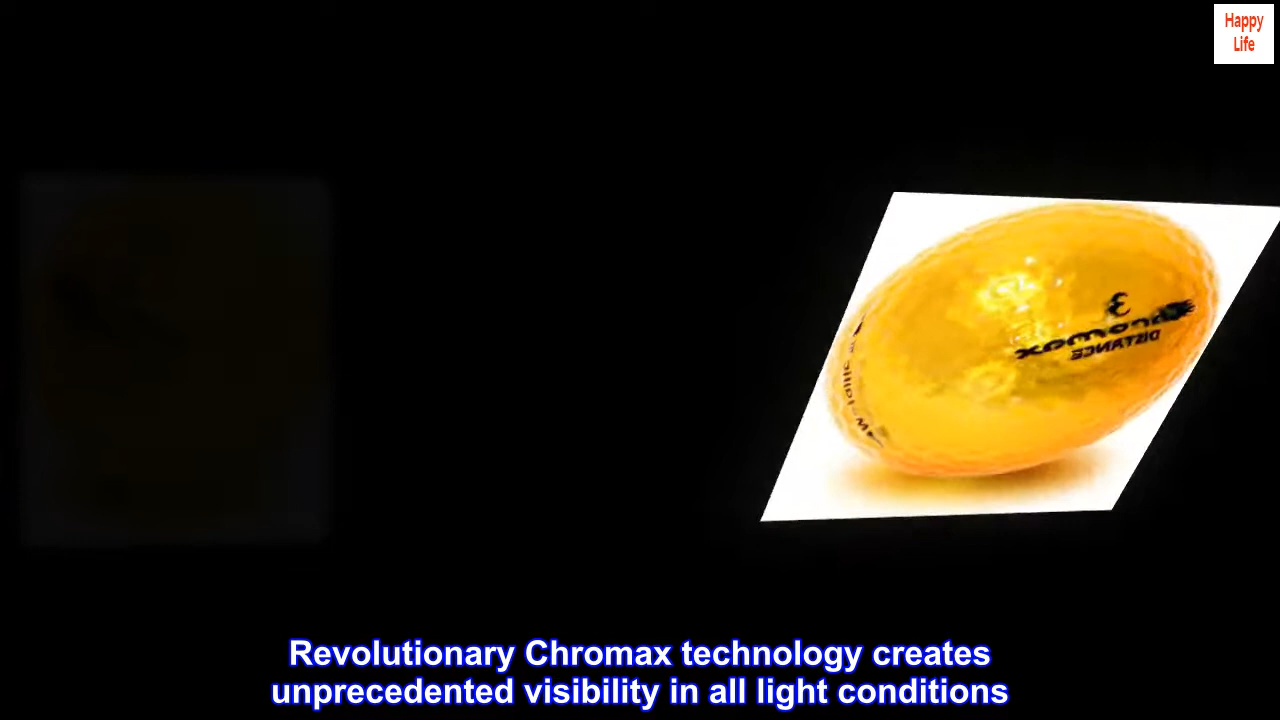 Happy
Life
3
chromax
DISTANCE
Revolutionary Chromax technology creates
unprecedented visibility in all light conditions